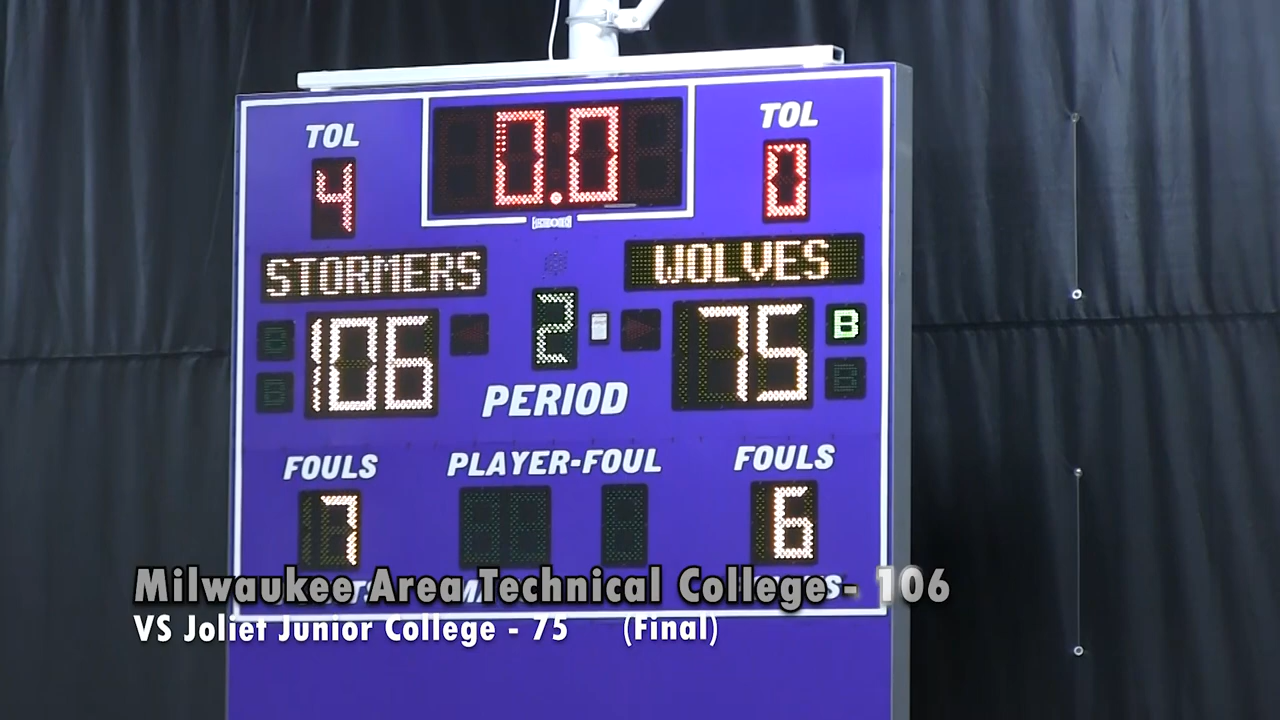 TOL 0.0 TOL
4 0
STORMERS WOLVES
106 2 75 B
PERIOD
FOULS PLAYER-FOUL FOULS
7 6
Milwaukee Area Technical College - 106
VS Joliet Junior College - 75 (Final)